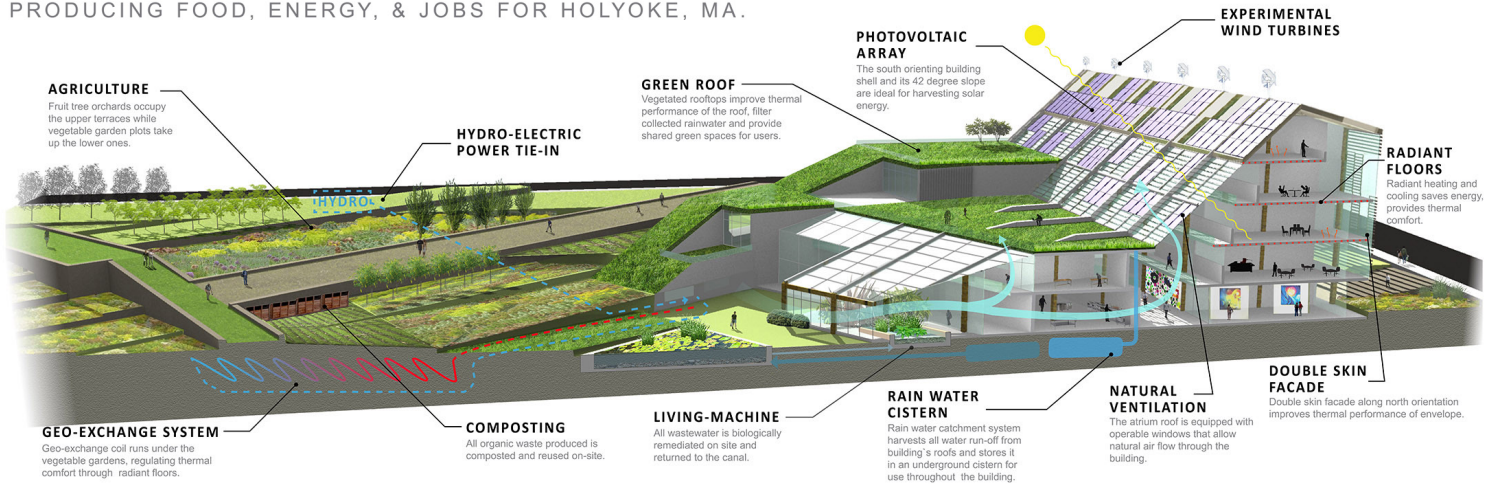 PRODUCING FOOD, ENERGY, & JOBS FOR HOLYOKE, MA.
EXPERIMENTAL
WIND TURBINES
PHOTOVOLTAIC
ARRAY
The south orienting building
shell and its 42 degree slope
are ideal for harvesting solar
energy.
AGRICULTURE
Fruit tree orchards occupy
the upper terraces while
vegetable garden plots take
up the lower ones.
GREEN ROOF
Vegetated rooftops improve thermal
performance of the roof, filter
collected rainwater and provide
shared green spaces for users.
HYDRO-ELECTRIC
POWER TIE-IN
RADIANT
FLOORS
Radiant heating and
cooling saves energy,
provides thermal
comfort.
HYDRO
DOUBLE SKIN
FACADE
Double skin facade along north orientation
improves thermal performance of envelope.
GEO-EXCHANGE SYSTEM
Geo-exchange coil runs under the
vegetable gardens, regulating thermal
comfort through radiant floors.
COMPOSTING
All organic waste produced is
composted and reused on-site.
LIVING-MACHINE
All wastewater is biologically
remediated on site and
returned to the canal.
RAIN WATER
CISTERN
Rain water catchment system
harvests all water run-off from
building`s roofs and stores it
in an underground cistern for
use throughout the building.
NATURAL
VENTILATION
The atrium roof is equipped with
operable windows that allow
natural air flow through the
building.